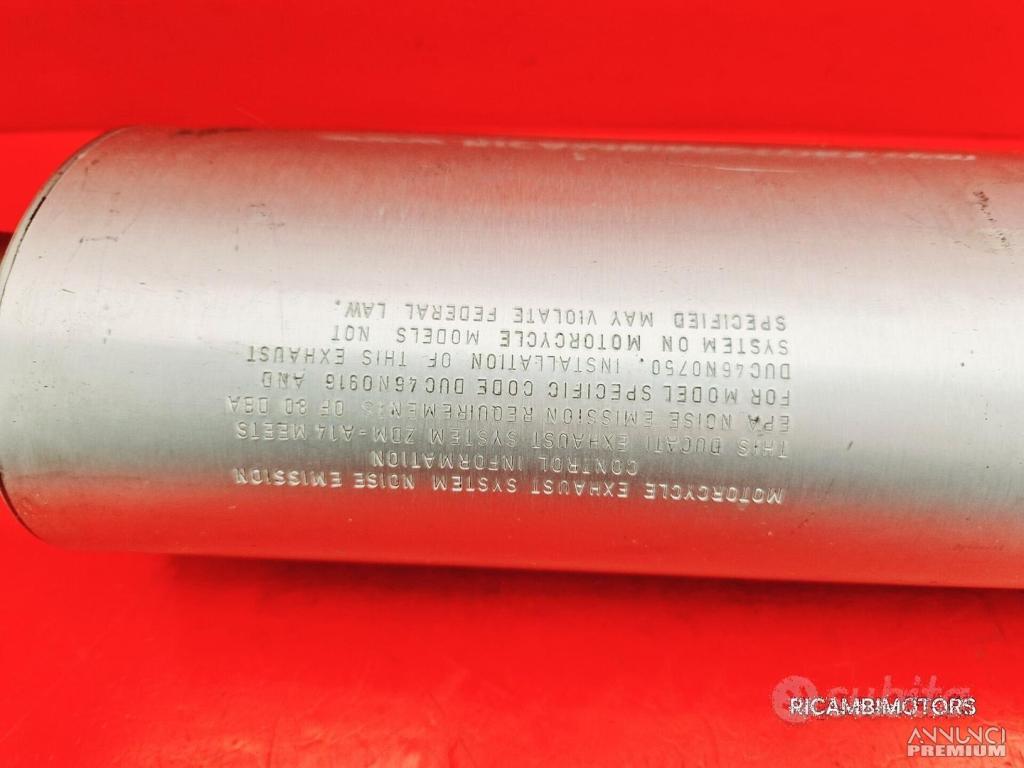 MOTORCYCLE EXHAUST SYSTEM NOISE EMISSION
CONTROL INFORMATION
THIS DUCATI EXHAUST SYSTEM ZDM-A14 MEETS
EPA NOISE EMISSION REQUIREMENTS OF 80 DBA
FOR MODEL SPECIFIC CODE DUC46N0916 AND
DUC46N0750. INSTALLATION OF THIS EXHAUST
SYSTEM ON MOTORCYCLE MODELS NOT
SPECIFIED MAY VIOLATE FEDERAL LAW.
subito
RICAMBIMOTORS
ANNUNCI
PREMIUM